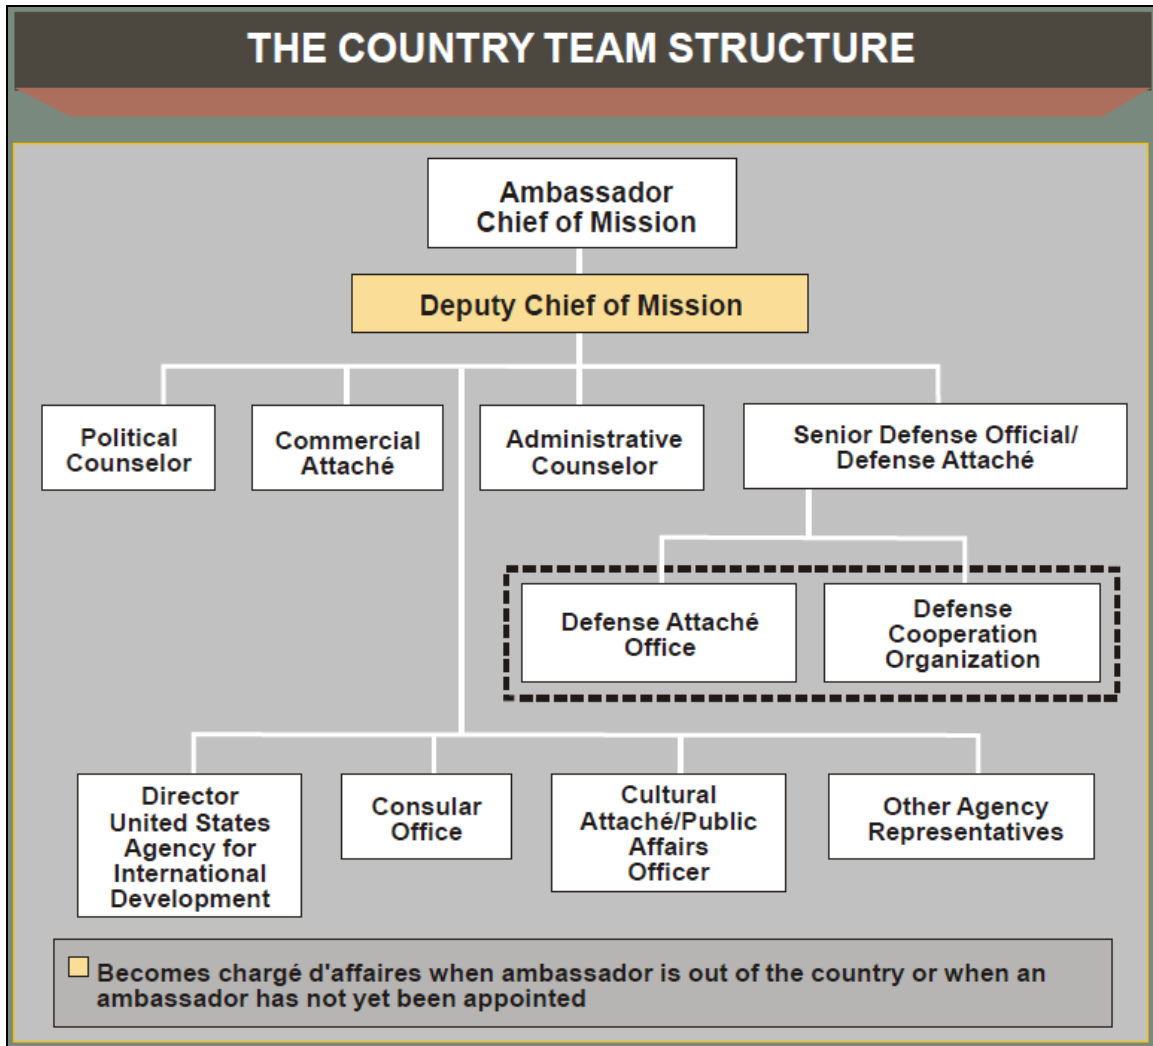 THE COUNTRY TEAM STRUCTURE
Ambassador
Chief of Mission
Deputy Chief of Mission
Political
Counselor
Commercial
Attaché
Administrative
Counselor
Senior Defense Official/
Defense Attaché
Defense Attaché
Office
Defense
Cooperation
Organization
Director
United States
Agency for
International
Development
Consular
Office
Cultural
Attaché/Public
Affairs
Officer
Other Agency
Representatives
Becomes chargé d'affaires when ambassador is out of the country or when an
ambassador has not yet been appointed